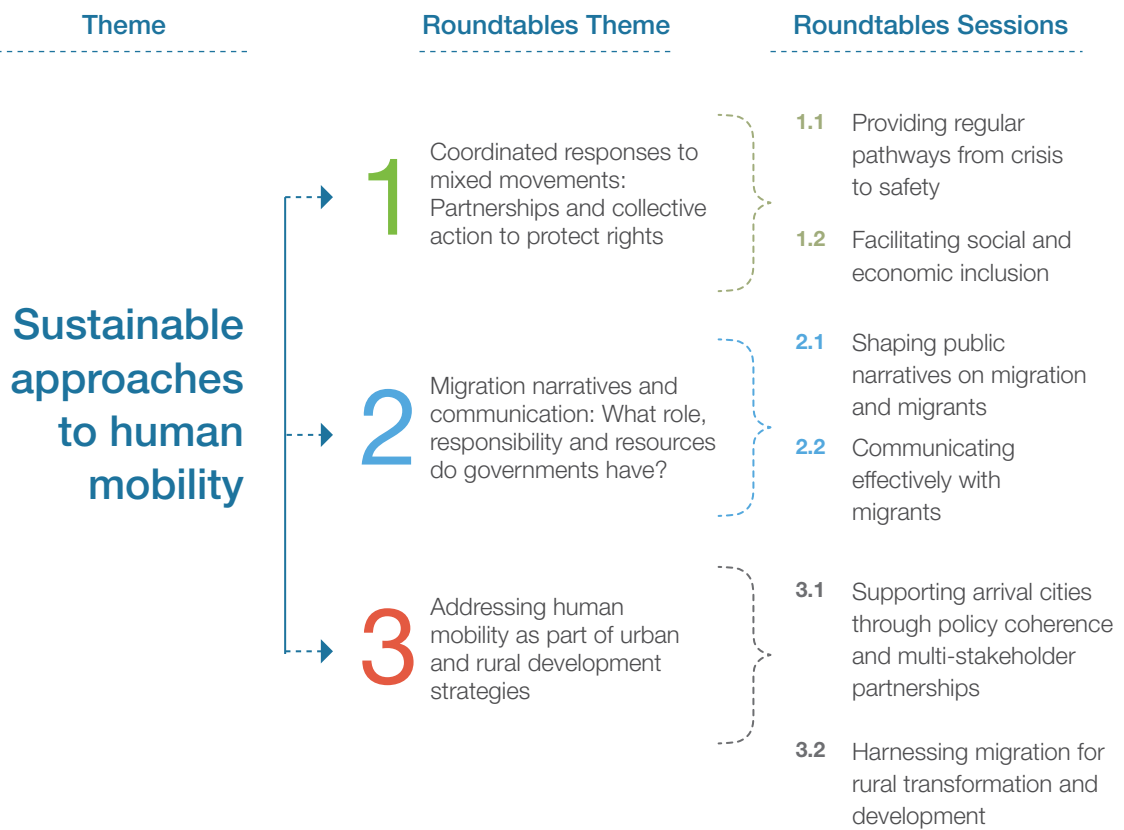 Theme
Roundtables Theme
Roundtables Sessions
Sustainable
approaches
to human
mobility
1
Coordinated responses to
mixed movements:
Partnerships and collective
action to protect rights
1.1 Providing regular
pathways from crisis
to safety
1.2 Facilitating social and
economic inclusion
2
Migration narratives and
communication: What role,
responsibility and resources
do governments have?
2.1 Shaping public
narratives on migration
and migrants
2.2 Communicating
effectively with
migrants
3
Addressing human
mobility as part of urban
and rural development
strategies
3.1 Supporting arrival cities
through policy coherence
and multi-stakeholder
partnerships
3.2 Harnessing migration for
rural transformation and
development